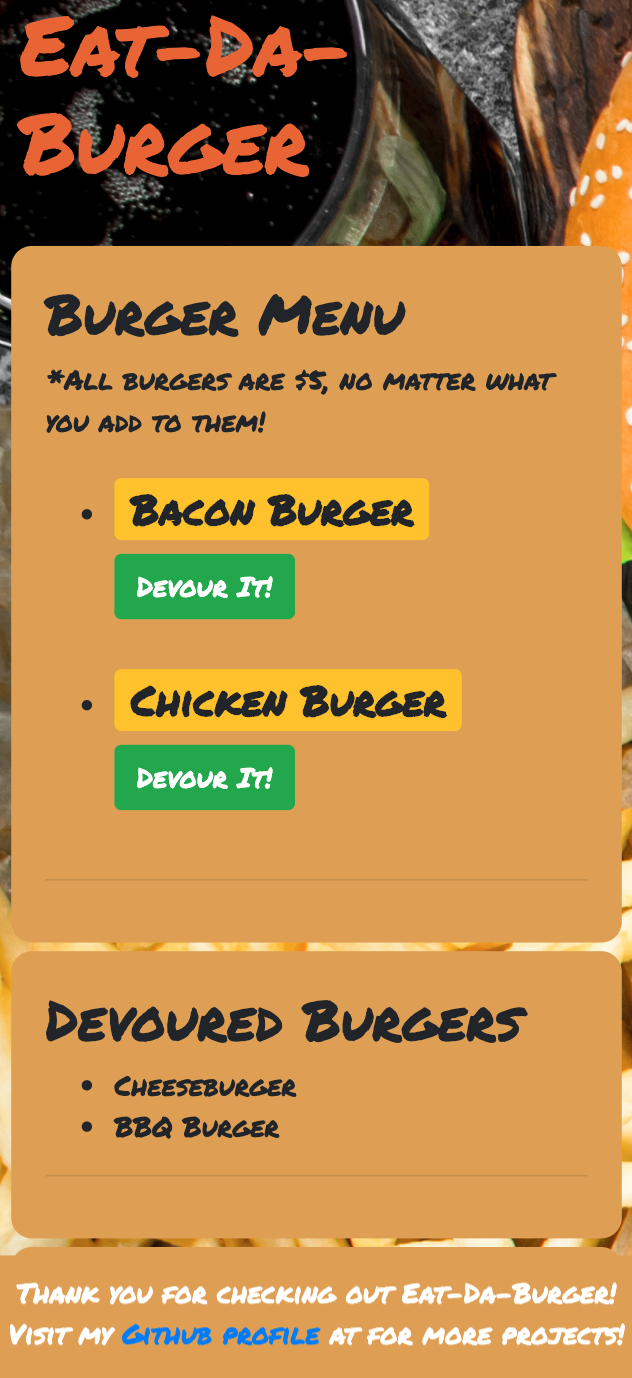 Eat-Da-
Burger
Burger Menu
*All burgers are $5, no matter what
you add to them!
Bacon Burger
Devour It!
Chicken Burger
Devour It!
Devoured Burgers
Cheeseburger
BBQ Burger
Thank you for checking out Eat-Da-Burger!
Visit my Github profile at for more projects!